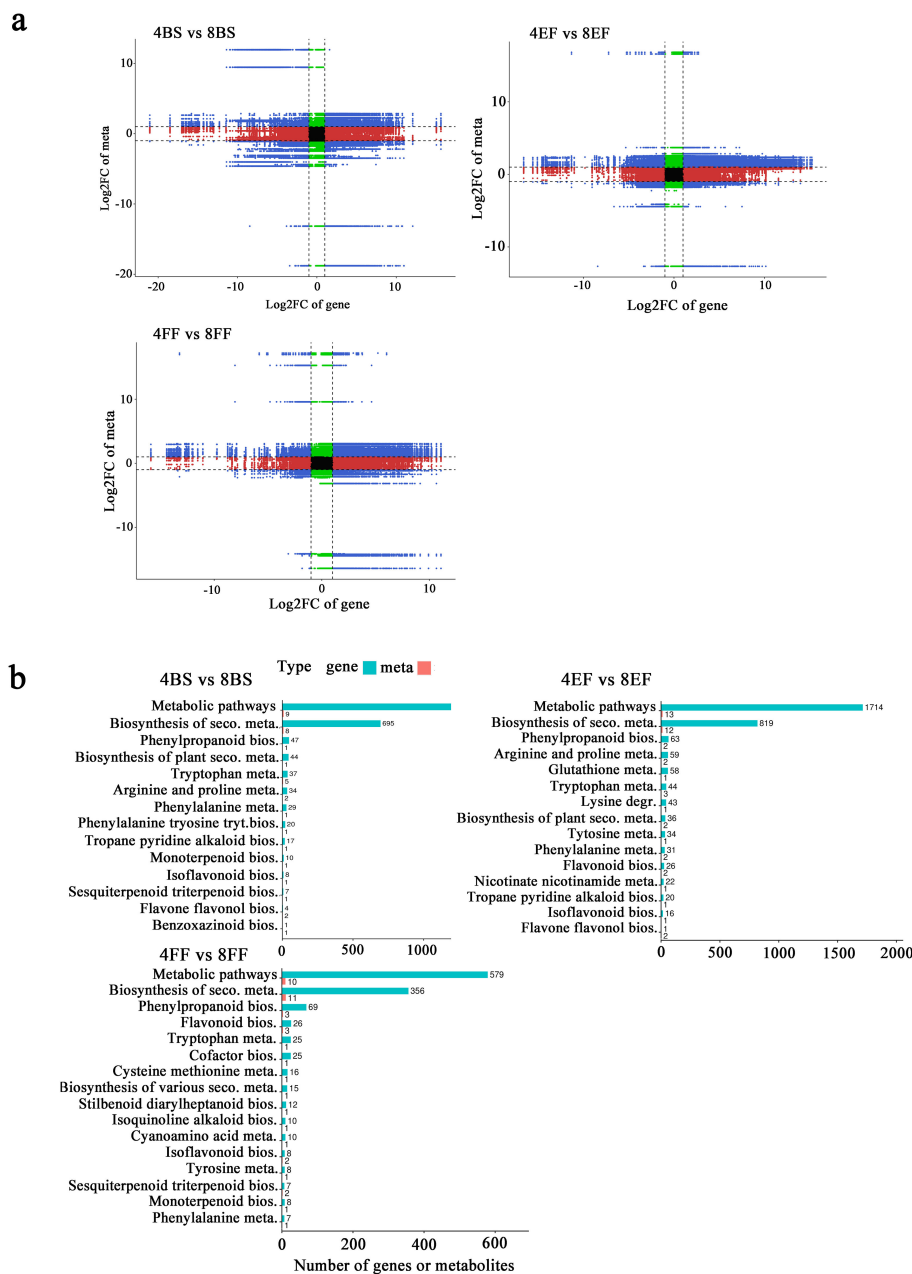 a
4BS vs 8BS
10
0
-10
-20
Log2FC of meta
-20
-10
0
10
Log2FC of gene
4EF vs 8EF
10
0
-10
Log2FC of meta
-10
0
10
Log2FC of gene
4FF vs 8FF
10
0
-10
Log2FC of meta
-10
0
10
Log2FC of gene
b
Type gene meta
4BS vs 8BS
Metabolic pathways
9
Biosynthesis of seco. meta. 695
8
Phenylpropanoid bios. 47
1
Biosynthesis of plant seco. meta. 44
1
Tryptophan meta. 37
5
Arginine and proline meta. 34
2
Phenylalanine meta. 29
1
Phenylalanine tryosine tryt.bios. 20
1
Tropane pyridine alkaloid bios. 17
1
Monoterpenoid bios. 10
1
Isoflavonoid bios. 8
1
Sesquiterpenoid triterpenoid bios. 7
1
Flavone flavonol bios. 4
2
Benzoxazinoid bios. 1
1
0 500 1000
4EF vs 8EF
Metabolic pathways 1714
13
Biosynthesis of seco. meta. 819
12
Phenylpropanoid bios. 63
2
Arginine and proline meta. 59
2
Glutathione meta. 58
1
Tryptophan meta. 44
3
Lysine degr. 43
1
Biosynthesis of plant seco. meta. 36
2
Tytosine meta. 34
1
Phenylalanine meta. 31
2
Flavonoid bios. 26
2
Nicotinate nicotinamide meta. 22
1
Tropane pyridine alkaloid bios. 20
1
Isoflavonoid bios. 16
1
Flavone flavonol bios. 1
2
0 500 1000 1500 2000
4FF vs 8FF
Metabolic pathways 579
10
Biosynthesis of seco. meta. 356
11
Phenylpropanoid bios. 69
3
Flavonoid bios. 26
3
Tryptophan meta. 25
1
Cofactor bios. 25
1
Cysteine methionine meta. 16
1
Biosynthesis of various seco. meta. 15
1
Stilbenoid diarylheptanoid bios. 12
1
Isoquinoline alkaloid bios. 10
1
Cyanoamino acid meta. 10
1
Isoflavonoid bios. 8
2
Tyrosine meta. 8
1
Sesquiterpenoid triterpenoid bios. 7
2
Monoterpenoid bios. 8
1
Phenylalanine meta. 7
1
0 200 400 600
Number of genes or metabolites